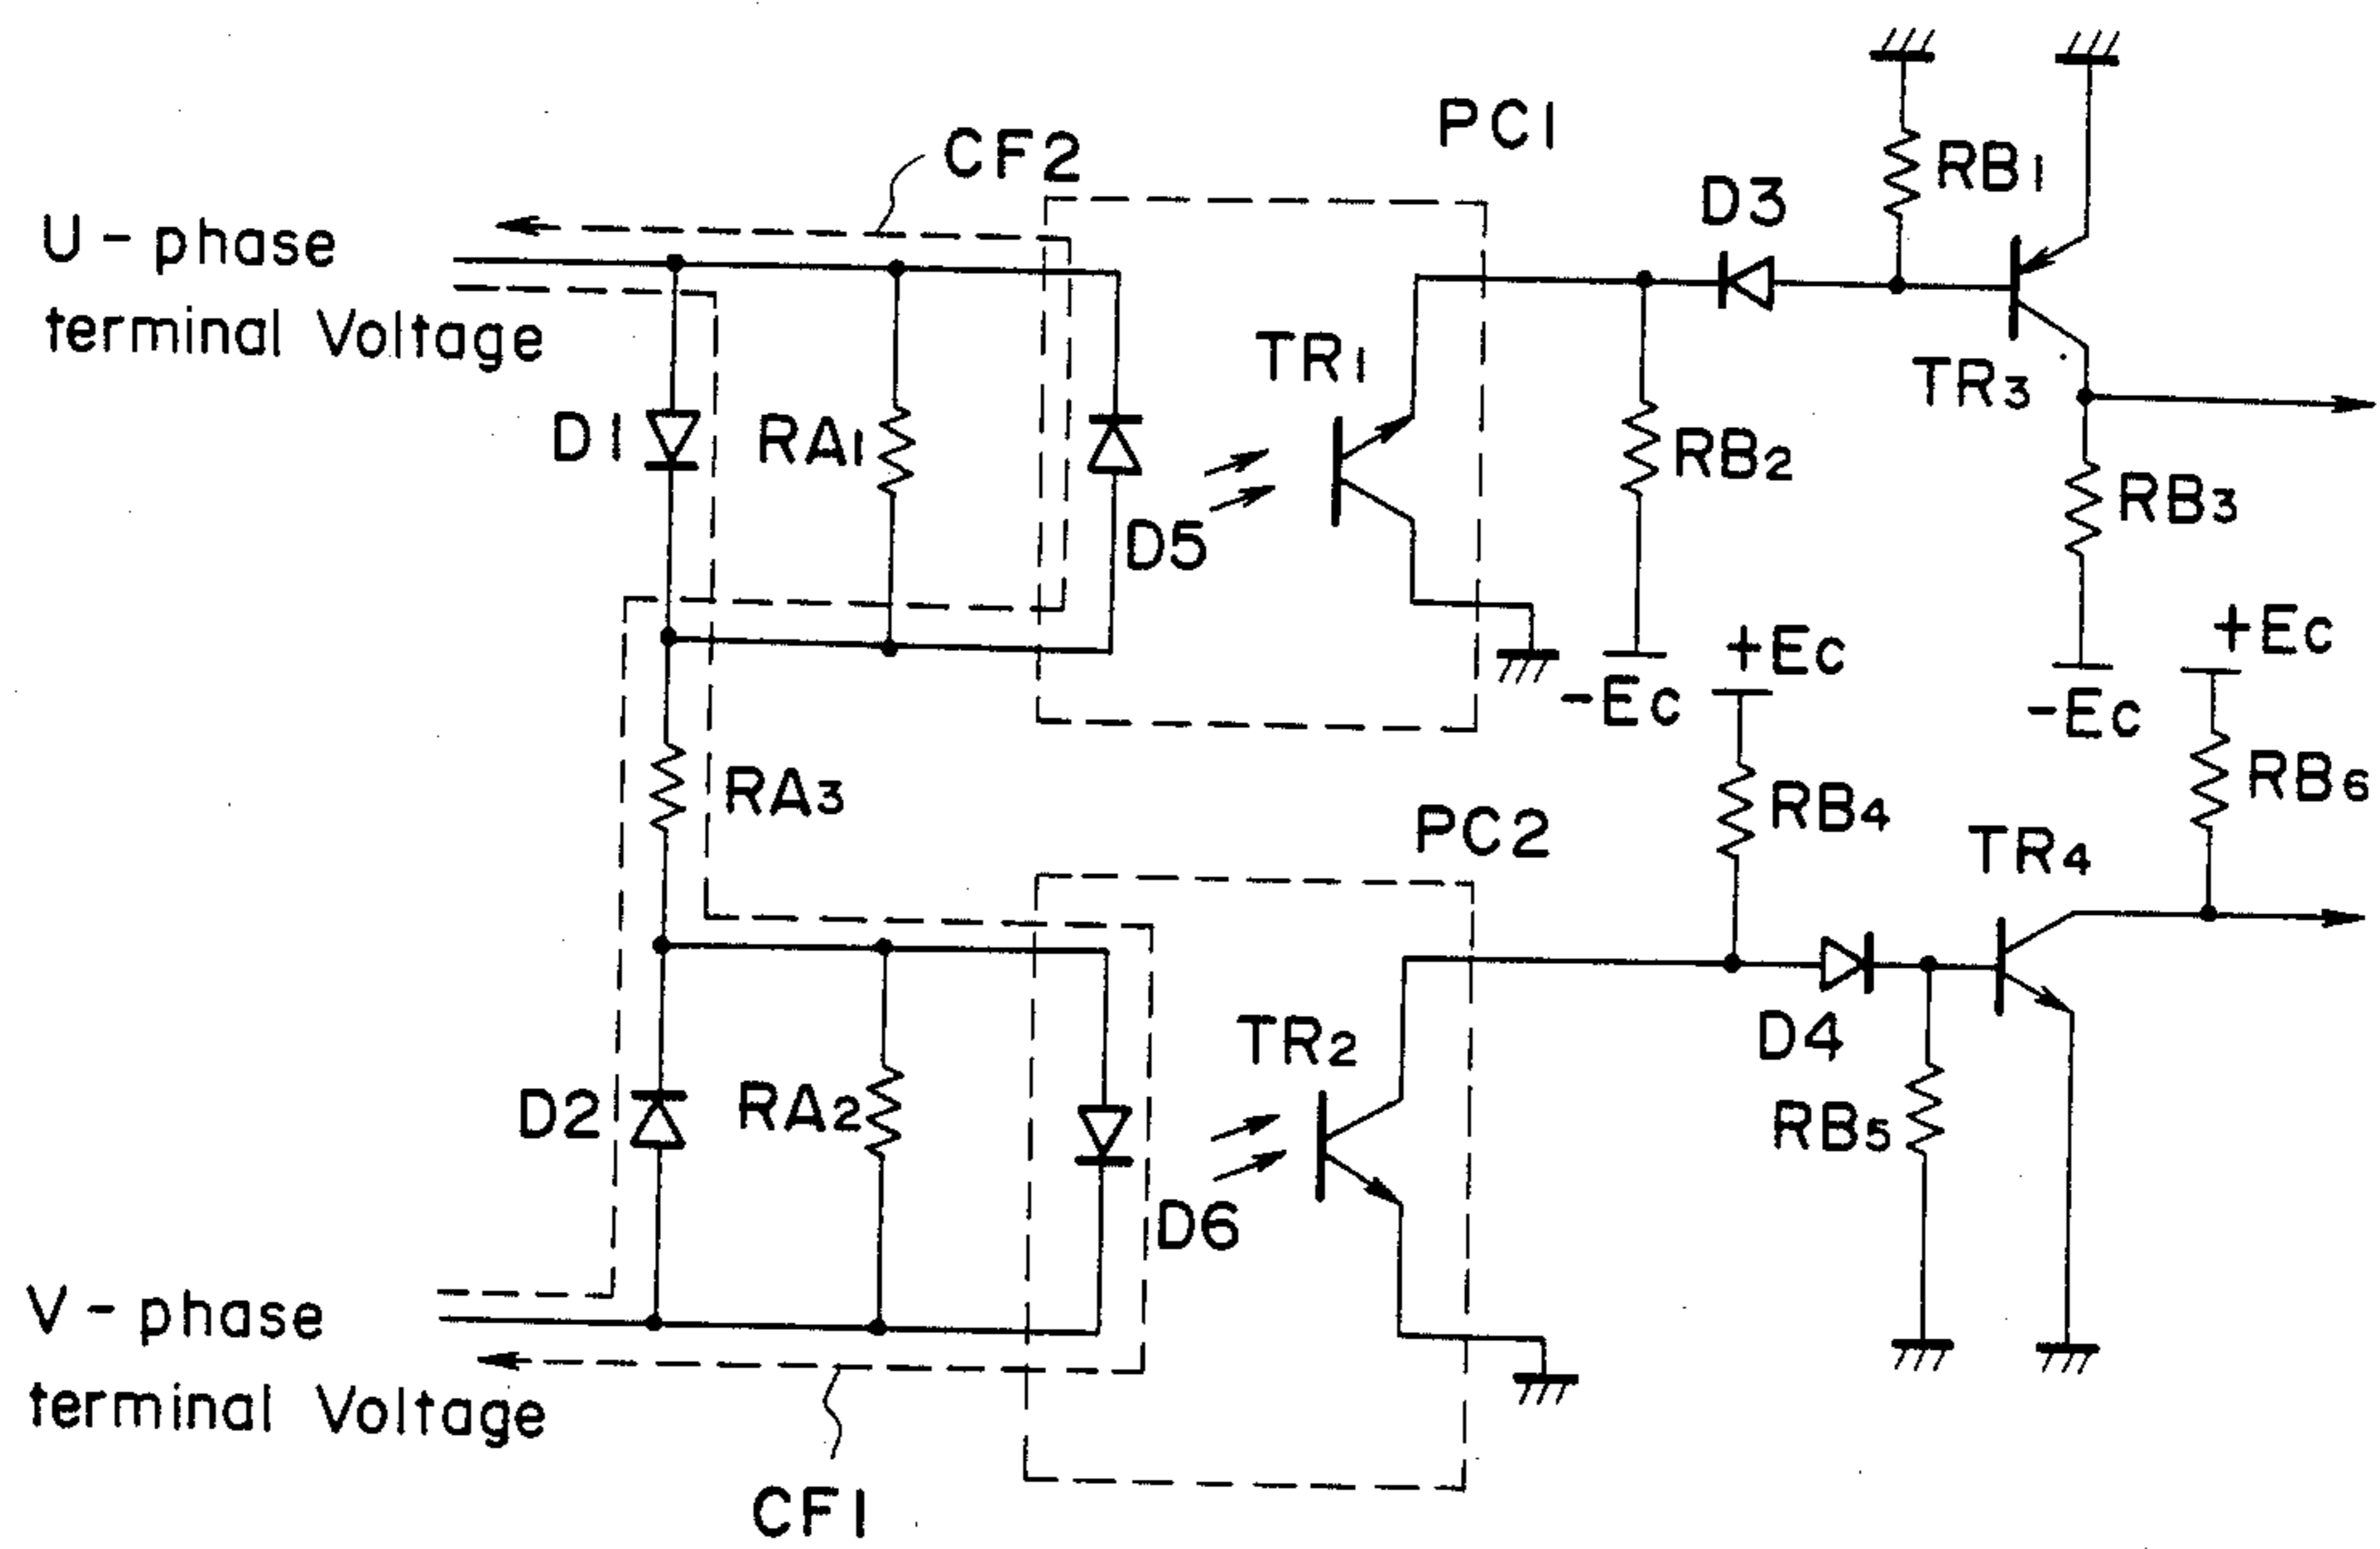 CF2
PC1
U-phase
terminal Voltage
D1
RA1
D5
TR1
D3
RB1
TR3
RB2
RB3
-Ec
+Ec
-Ec
+Ec
RA3
PC2
RB4
TR4
RB6
D2
RA2
D6
TR2
D4
RB5
V-phase
terminal Voltage
CF1